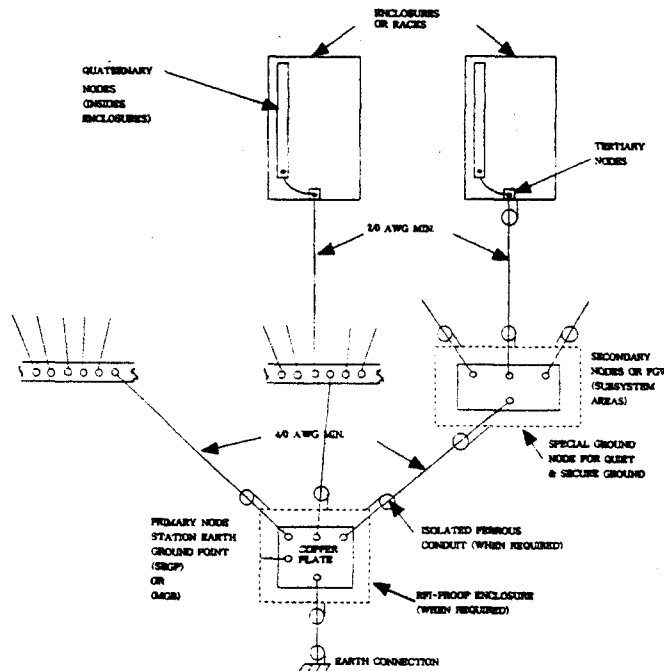 ENCLOSURES
OR RACKS
QUATERNARY
NODES
(INSIDES
ENCLOSURES)
TERTIARY
NODES
2/0 AWG MIN.
SECONDARY
NODES OR FGW
(SUBSYSTEM
AREAS)
4/0 AWG MIN.
SPECIAL GROUND
NODE FOR QUIET
& SECURE GROUND
PRIMARY NODE
STATION EARTH
GROUND POINT
(SEGP)
OR
(MGB)
COPPER
PLATE
ISOLATED FERROUS
CONDUIT (WHEN REQUIRED)
RFI-PROOF ENCLOSURE
(WHEN REQUIRED)
EARTH CONNECTION